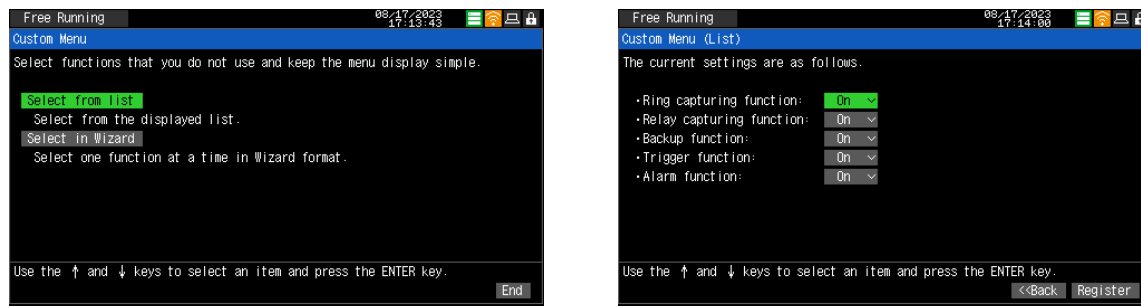 Free Running
08/17/2023
17:13:43
Custom Menu
Select functions that you do not use and keep the menu display simple.
Select from list
Select from the displayed list.
Select in Wizard
Select one function at a time in Wizard format.
Use the ↑ and ↓ keys to select an item and press the ENTER key.
End
Free Running
08/17/2023
17:14:00
Custom Menu (List)
The current settings are as follows.
・Ring capturing function: On
・Relay capturing function: On
・Backup function: On
・Trigger function: On
・Alarm function: On
Use the ↑ and ↓ keys to select an item and press the ENTER key.
<<Back Register